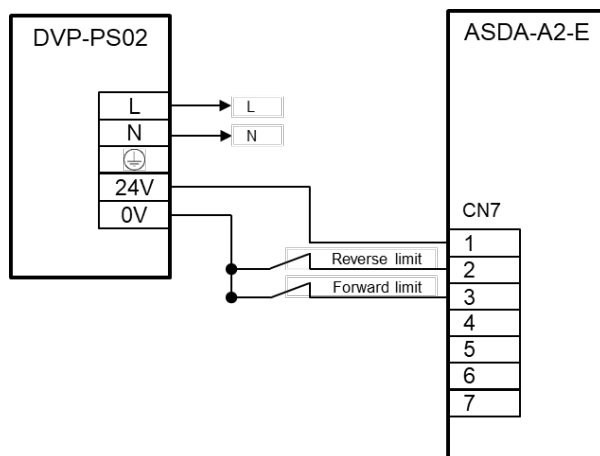 DVP-PS02
L
L
N
N
24V
0V
ASDA-A2-E
CN7
1
Reverse limit
2
Forward limit
3
4
5
6
7